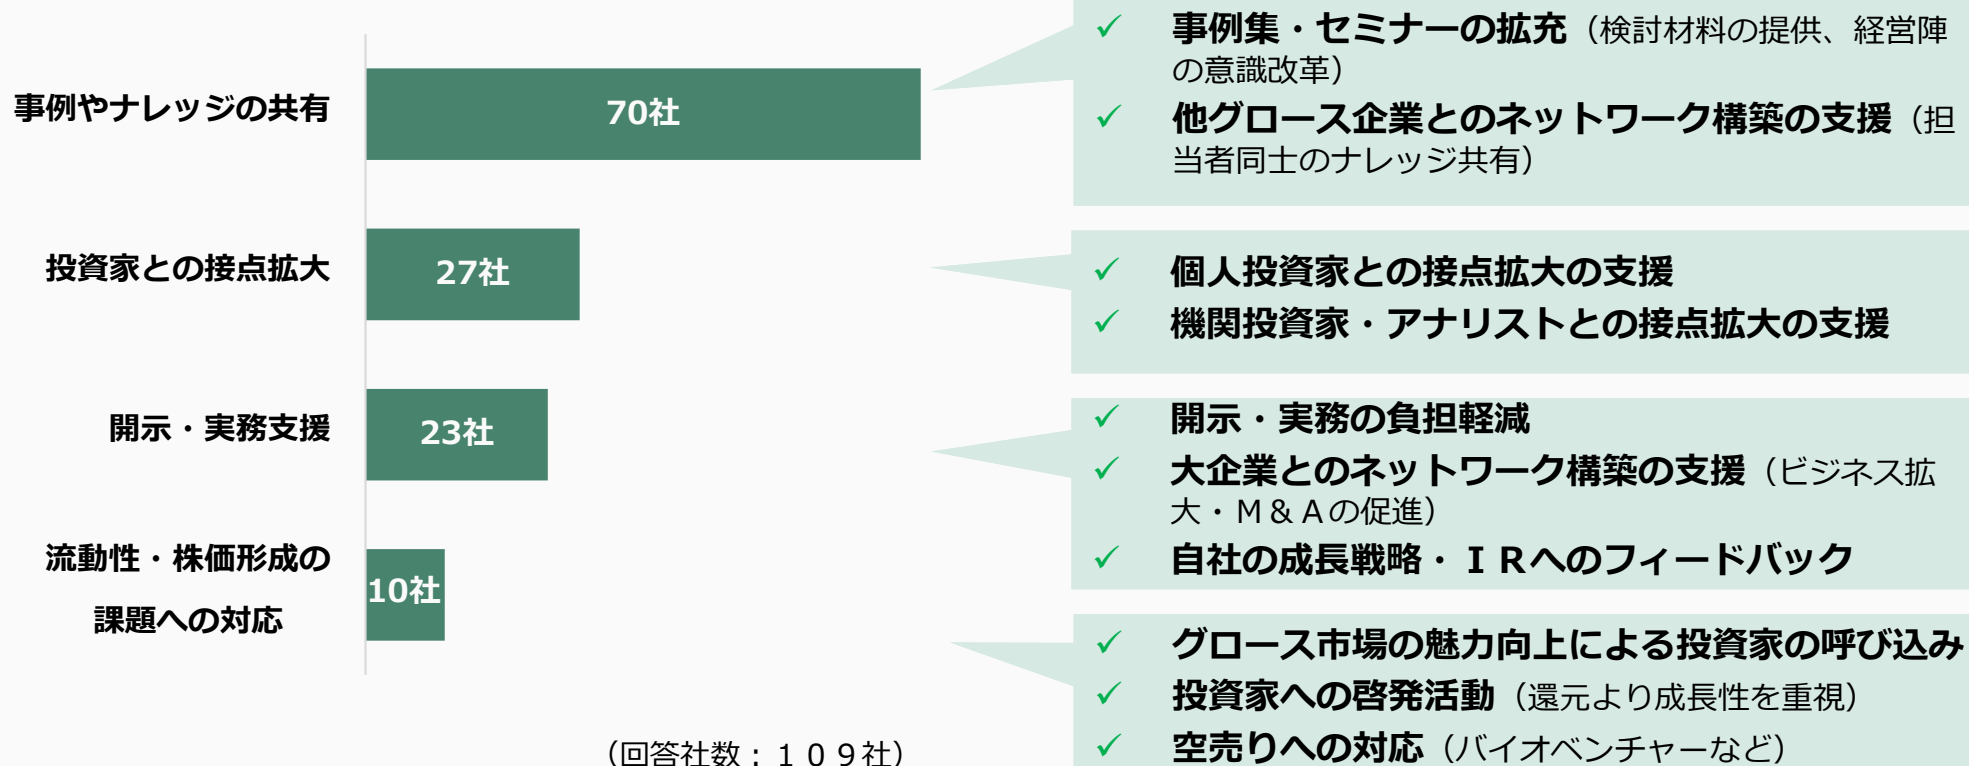 事例やナレッジの共有
70社
✓ 事例集・セミナーの拡充（検討材料の提供、経営陣
の意識改革）
✓ 他グロース企業とのネットワーク構築の支援（担
当者同士のナレッジ共有）
投資家との接点拡大
27社
✓ 個人投資家との接点拡大の支援
✓ 機関投資家・アナリストとの接点拡大の支援
開示・実務支援
23社
✓ 開示・実務の負担軽減
✓ 大企業とのネットワーク構築の支援（ビジネス拡
大・Ｍ＆Ａの促進）
✓ 自社の成長戦略・ＩＲへのフィードバック
流動性・株価形成の
課題への対応
10社
✓ グロース市場の魅力向上による投資家の呼び込み
✓ 投資家への啓発活動（還元より成長性を重視）
✓ 空売りへの対応（バイオベンチャーなど）
（回答社数：１０９社）